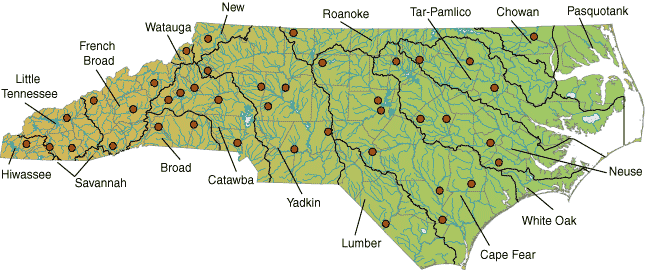 New
Roanoke
Tar-Pamlico
Chowan
Pasquotank
Watauga
French
Broad
Little
Tennessee
Hiwassee
Savannah
Broad
Catawba
Yadkin
Lumber
Cape Fear
White Oak
Neuse